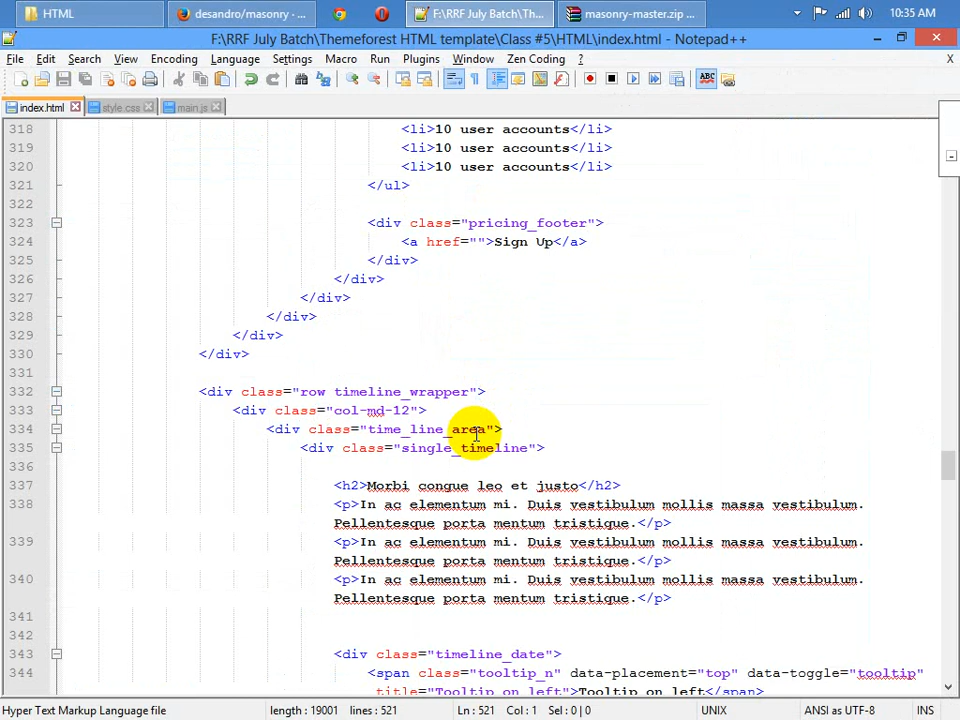 HTML
desandro/masonry · ...
F:\RRF July Batch\Th...
masonry-master.zip ...
10:35 AM
F:\RRF July Batch\Themeforest HTML template\Class #5\HTML\index.html - Notepad++
File Edit Search View Encoding Language Settings Macro Run Plugins Window Zen Coding ? X
index.html style.css main.js
318 <li>10 user accounts</li>
319 <li>10 user accounts</li>
320 <li>10 user accounts</li>
321 </ul>
322
323 <div class="pricing_footer">
324 <a href="">Sign Up</a>
325 </div>
326 </div>
327 </div>
328 </div>
329 </div>
330 </div>
331
332 <div class="row timeline_wrapper">
333 <div class="col-md-12">
334 <div class="time_line_area">
335 <div class="single_timeline">
336
337 <h2>Morbi congue leo et justo</h2>
338 <p>In ac elementum mi. Duis vestibulum mollis massa vestibulum.
Pellentesque porta mentum tristique.</p>
339 <p>In ac elementum mi. Duis vestibulum mollis massa vestibulum.
Pellentesque porta mentum tristique.</p>
340 <p>In ac elementum mi. Duis vestibulum mollis massa vestibulum.
Pellentesque porta mentum tristique.</p>
341
342
343 <div class="timeline_date">
344 <span class="tooltip_n" data-placement="top" data-toggle="tooltip"
title="Tooltip on left">Tooltip on left</span>
Hyper Text Markup Language file length : 19001 lines : 521 Ln : 521 Col : 1 Sel : 0 | 0 UNIX ANSI as UTF-8 INS